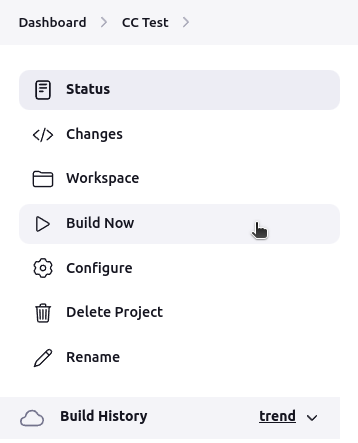 Dashboard CC Test
Status
Changes
Workspace
Build Now
Configure
Delete Project
Rename
Build History trend